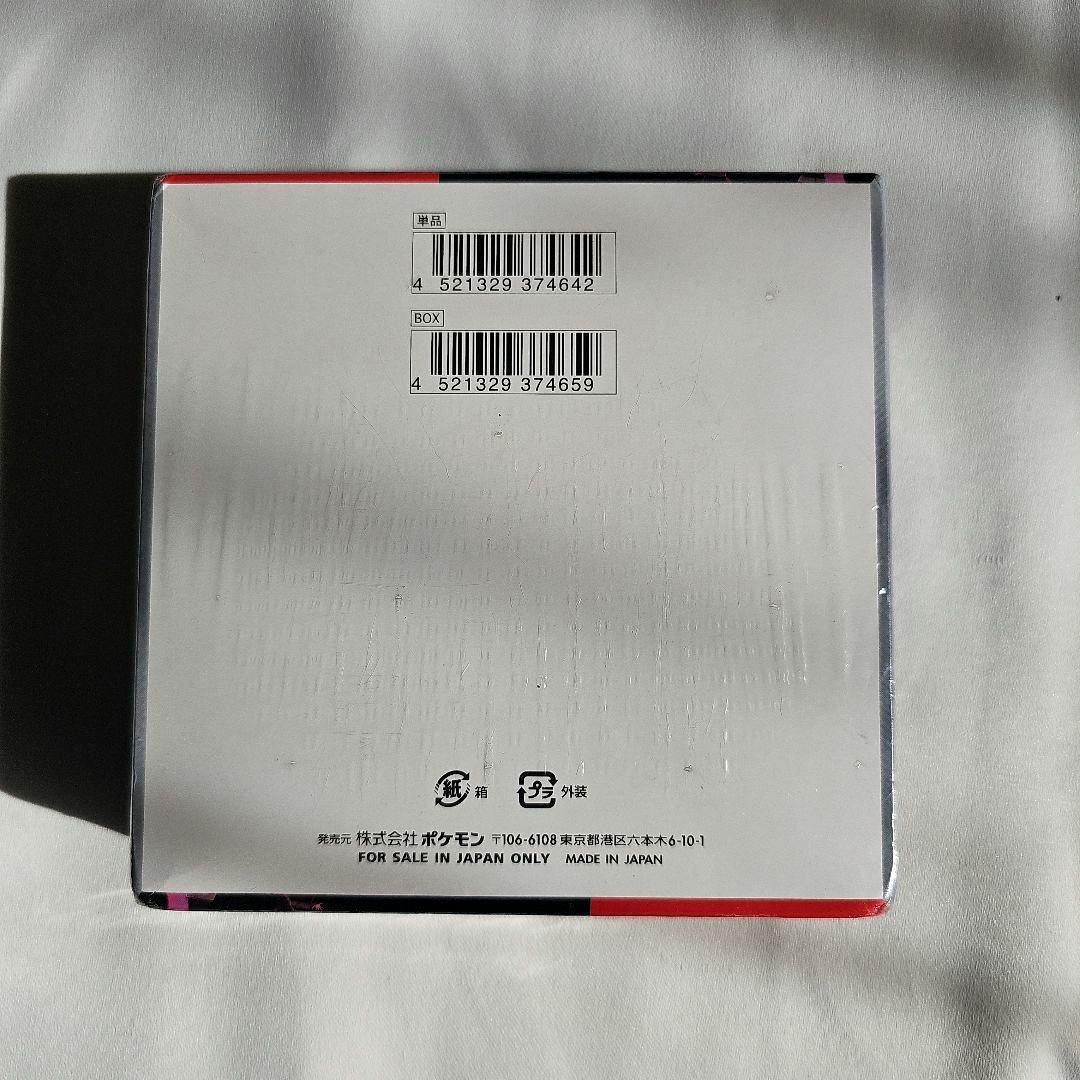 単品
4 521329 374642
BOX
4 521329 374659
紙 箱 プラ 外装
発売元 株式会社 ポケモン 〒106-6108 東京都港区六本木6-10-1
FOR SALE IN JAPAN ONLY MADE IN JAPAN